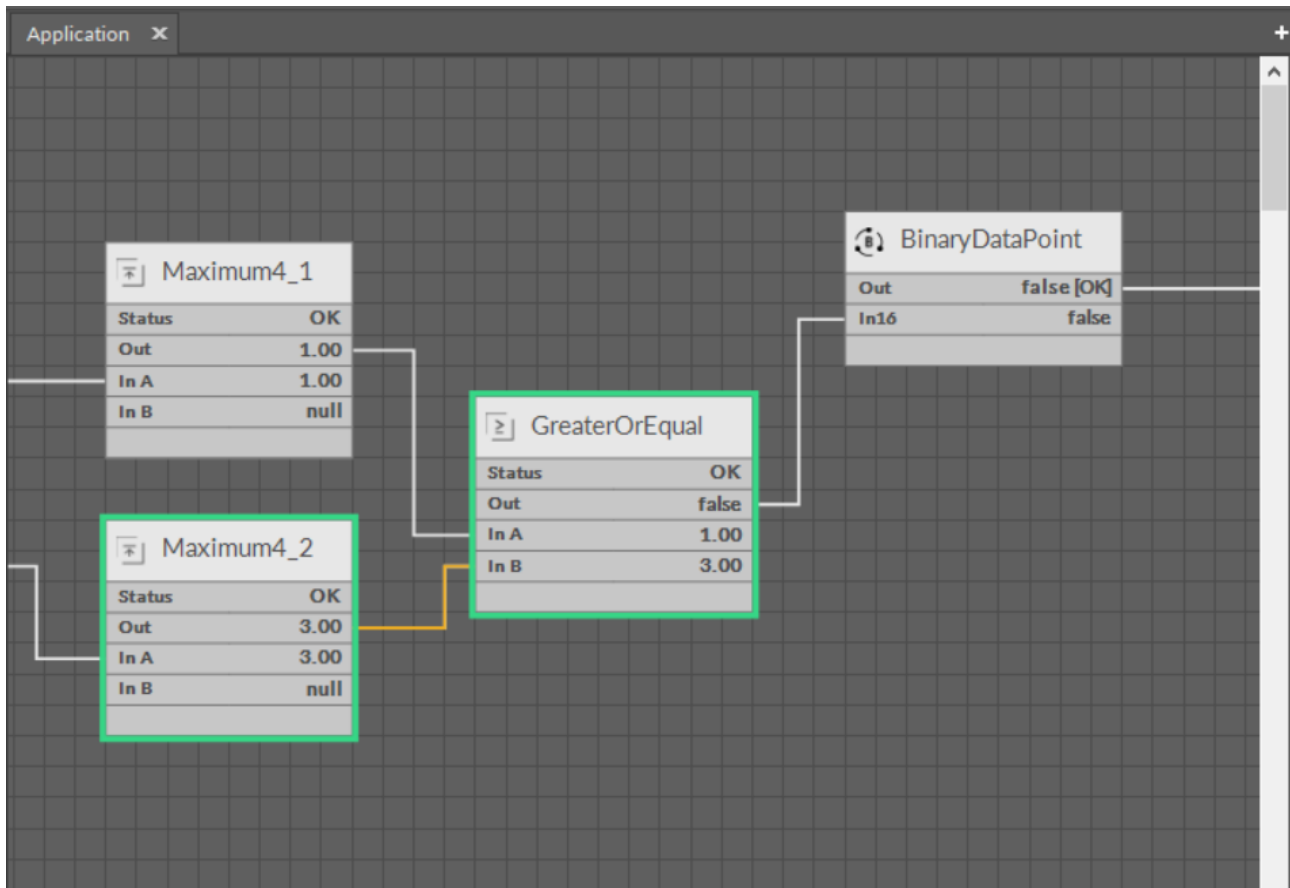 Application
Maximum4_1
Status OK
Out 1.00
In A 1.00
In B null
Maximum4_2
Status OK
Out 3.00
In A 3.00
In B null
GreaterOrEqual
Status OK
Out false
In A 1.00
In B 3.00
BinaryDataPoint
Out false [OK]
In16 false